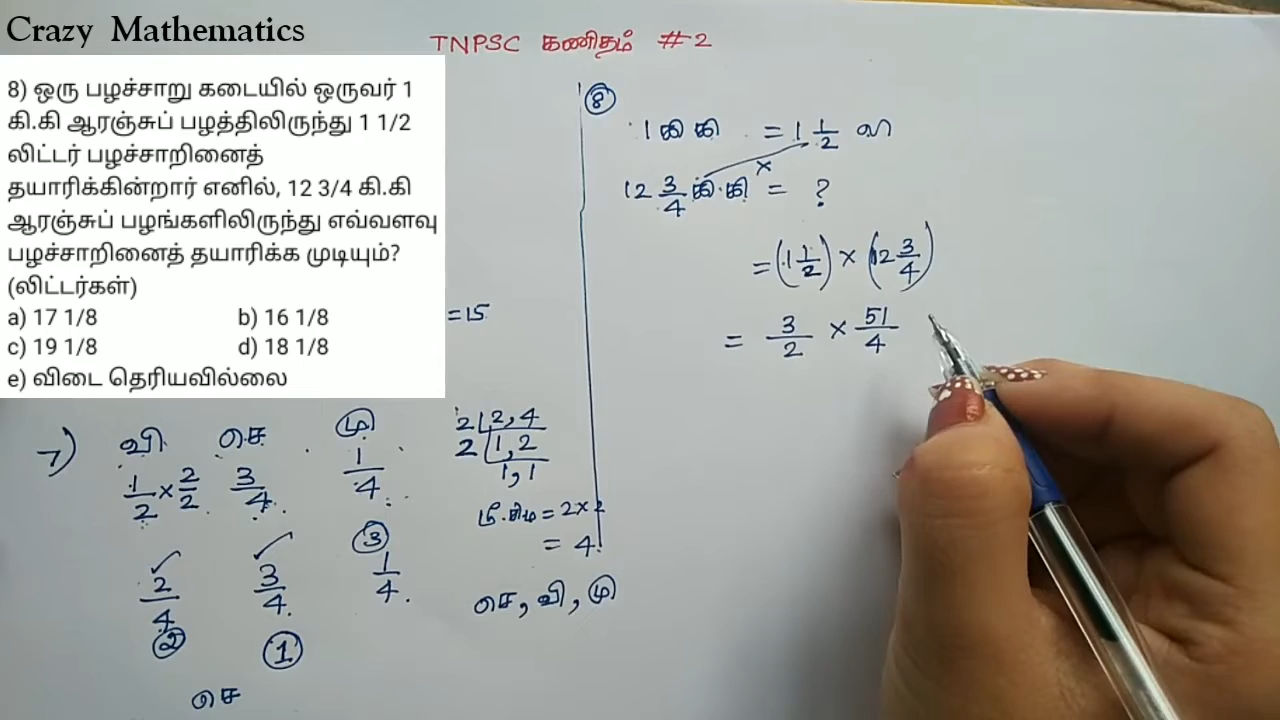 Crazy Mathematics
TNPSC கணிதம் #2
8) ஒரு பழச்சாறு கடையில் ஒருவர் 1
கி.கி ஆரஞ்சுப் பழத்திலிருந்து 1 1/2
லிட்டர் பழச்சாறினைத்
தயாரிக்கின்றார் எனில், 12 3/4 கி.கி
ஆரஞ்சுப் பழங்களிலிருந்து எவ்வளவு
பழச்சாறினைத் தயாரிக்க முடியும்?
(லிட்டர்கள்)
a) 17 1/8 b) 16 1/8
c) 19 1/8 d) 18 1/8
e) விடை தெரியவில்லை
= 15
7) வி செ மு
1/2 × 2/2 3/4 1/4
2/4 3/4 1/4
② ① ③
செ
2 | 2, 4
2 | 1, 2
1, 1
மீ.சிம = 2 × 2
= 4
செ, வி, மு
⑧
1 கி கி = 1 1/2 லி
12 3/4 கி.கி = ?
×
= (1 1/2) × (12 3/4)
= 3/2 × 51/4